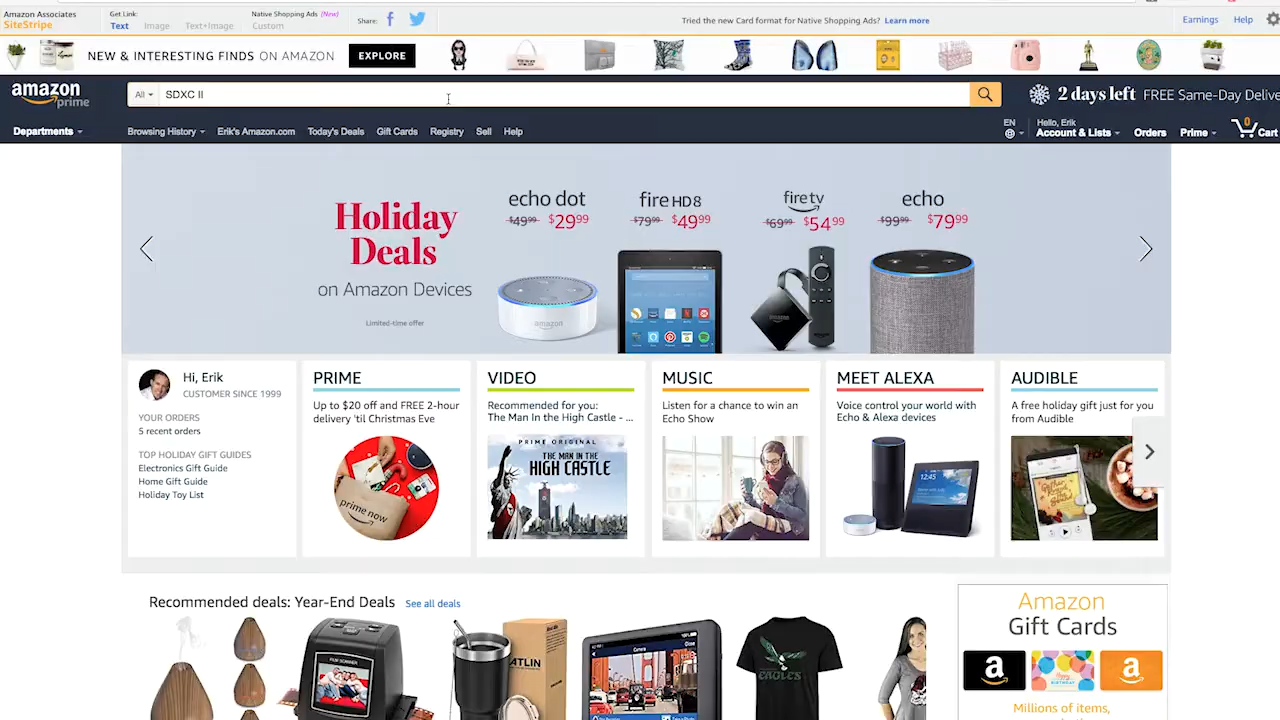 Amazon Associates
SiteStripe
Get Link:
Text Image Text+Image
Native Shopping Ads (New)
Custom
Share:
Tried the new Card format for Native Shopping Ads? Learn more
Earnings Help
NEW & INTERESTING FINDS ON AMAZON EXPLORE
amazon prime
All SDXC II
2 days left FREE Same-Day Delive
Departments
Browsing History Erik's Amazon.com Today's Deals Gift Cards Registry Sell Help
EN
Hello, Erik
Account & Lists Orders Prime 0 Cart
Holiday
Deals
on Amazon Devices
Limited-time offer
echo dot
$49.99 $29.99
fire HD 8
$79.99 $49.99
fire tv
$69.99 $54.99
echo
$99.99 $79.99
amazon
amazon
Hi, Erik
CUSTOMER SINCE 1999
YOUR ORDERS
5 recent orders
TOP HOLIDAY GIFT GUIDES
Electronics Gift Guide
Home Gift Guide
Holiday Toy List
PRIME
Up to $20 off and FREE 2-hour
delivery 'til Christmas Eve
prime now
VIDEO
Recommended for you:
The Man In the High Castle - ...
PRIME ORIGINAL
THE MAN IN THE
HIGH CASTLE
MUSIC
Listen for a chance to win an
Echo Show
MEET ALEXA
Voice control your world with
Echo & Alexa devices
12:45
AUDIBLE
A free holiday gift just for you
from Audible
Recommended deals: Year-End Deals See all deals
FILM SCANNER
ATLIN
Camera
EAGLES
Amazon
Gift Cards
a
a
Millions of items,